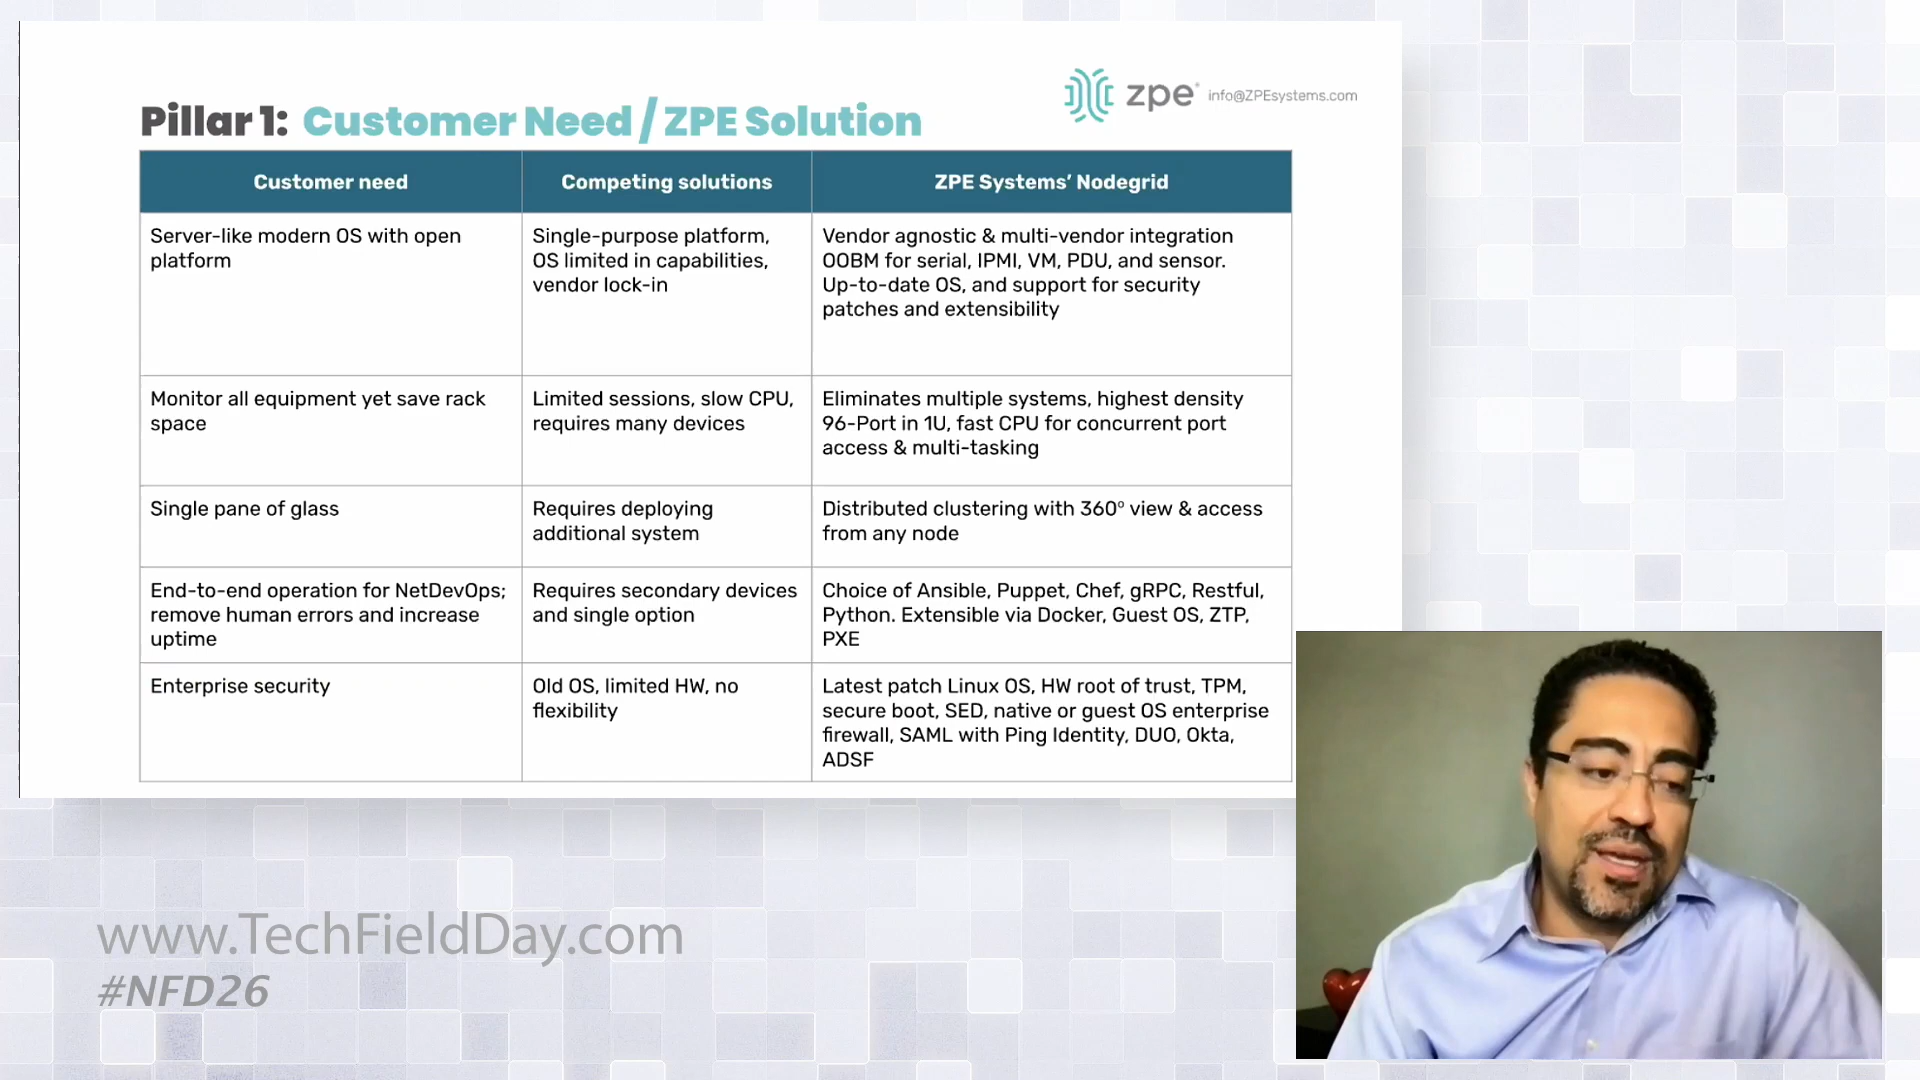 zpe® info@ZPEsystems.com
Pillar 1: Customer Need / ZPE Solution
Customer need
Competing solutions
ZPE Systems’ Nodegrid
Server-like modern OS with open
platform
Single-purpose platform,
OS limited in capabilities,
vendor lock-in
Vendor agnostic & multi-vendor integration
OOBM for serial, IPMI, VM, PDU, and sensor.
Up-to-date OS, and support for security
patches and extensibility
Monitor all equipment yet save rack
space
Limited sessions, slow CPU,
requires many devices
Eliminates multiple systems, highest density
96-Port in 1U, fast CPU for concurrent port
access & multi-tasking
Single pane of glass
Requires deploying
additional system
Distributed clustering with 360º view & access
from any node
End-to-end operation for NetDevOps;
remove human errors and increase
uptime
Requires secondary devices
and single option
Choice of Ansible, Puppet, Chef, gRPC, Restful,
Python. Extensible via Docker, Guest OS, ZTP,
PXE
Enterprise security
Old OS, limited HW, no
flexibility
Latest patch Linux OS, HW root of trust, TPM,
secure boot, SED, native or guest OS enterprise
firewall, SAML with Ping Identity, DUO, Okta,
ADSF
www.TechFieldDay.com
#NFD26